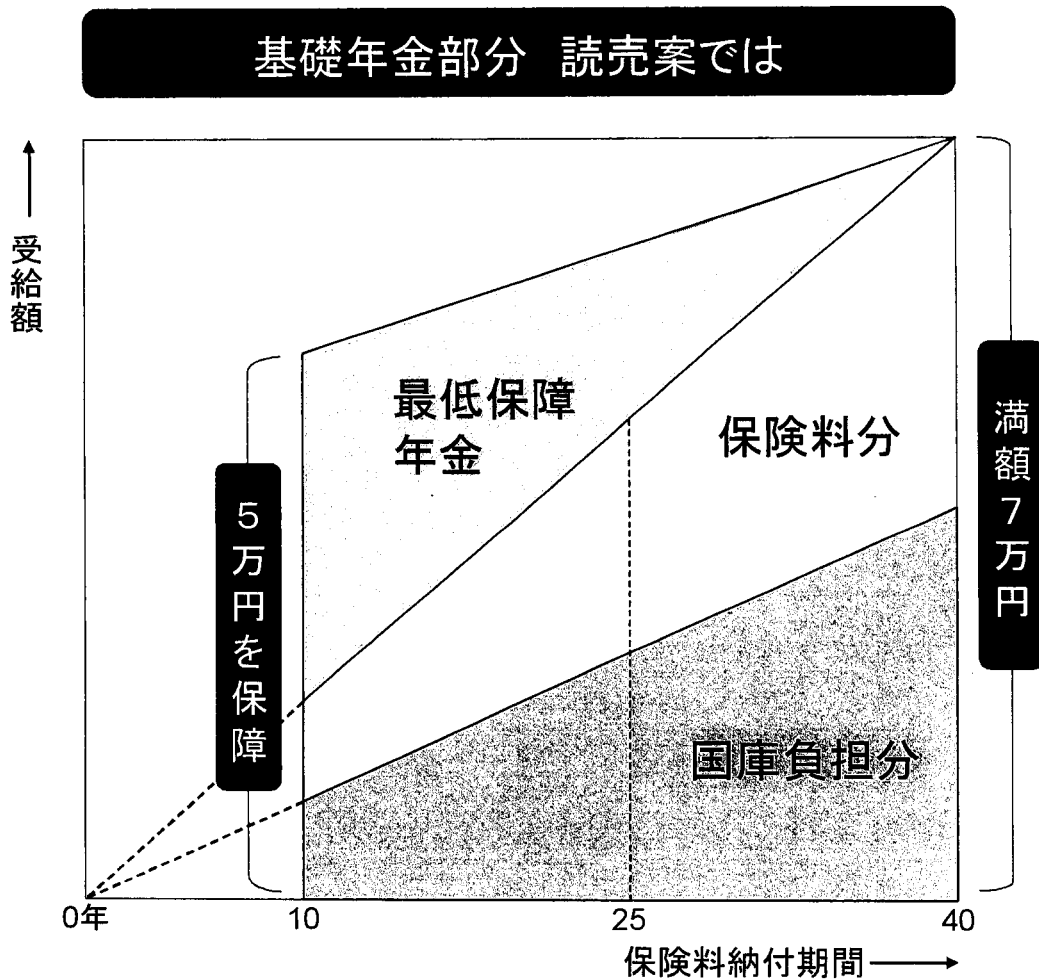 基礎年金部分 読売案では
受給額
最低保障
年金
保険料分
満額7万円
5万円を保障
国庫負担分
0年
10
25
40
保険料納付期間